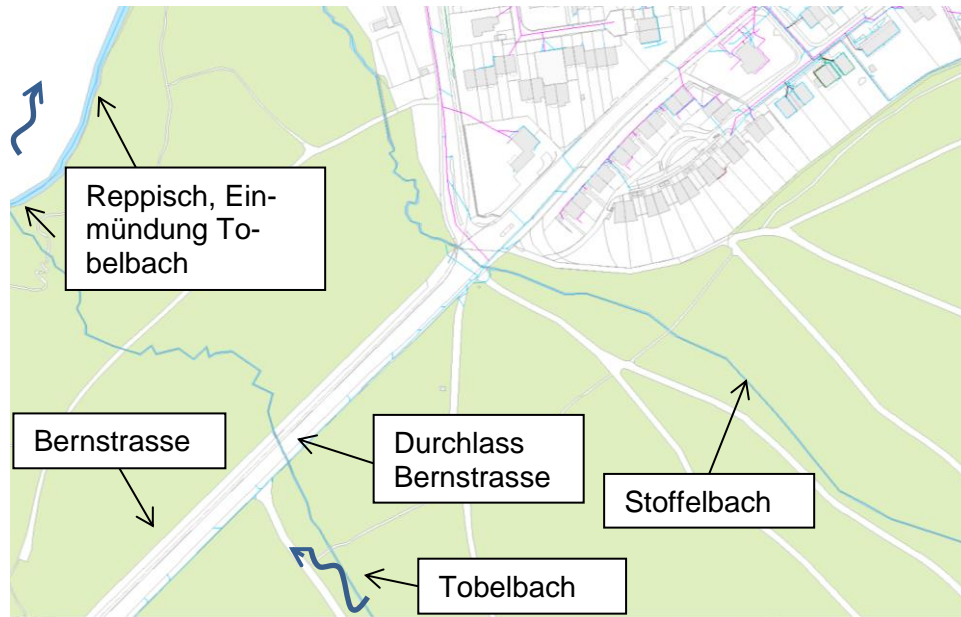 Reppisch, Ein-
mündung To-
belbach
Bernstrasse
Durchlass
Bernstrasse
Stoffelbach
Tobelbach